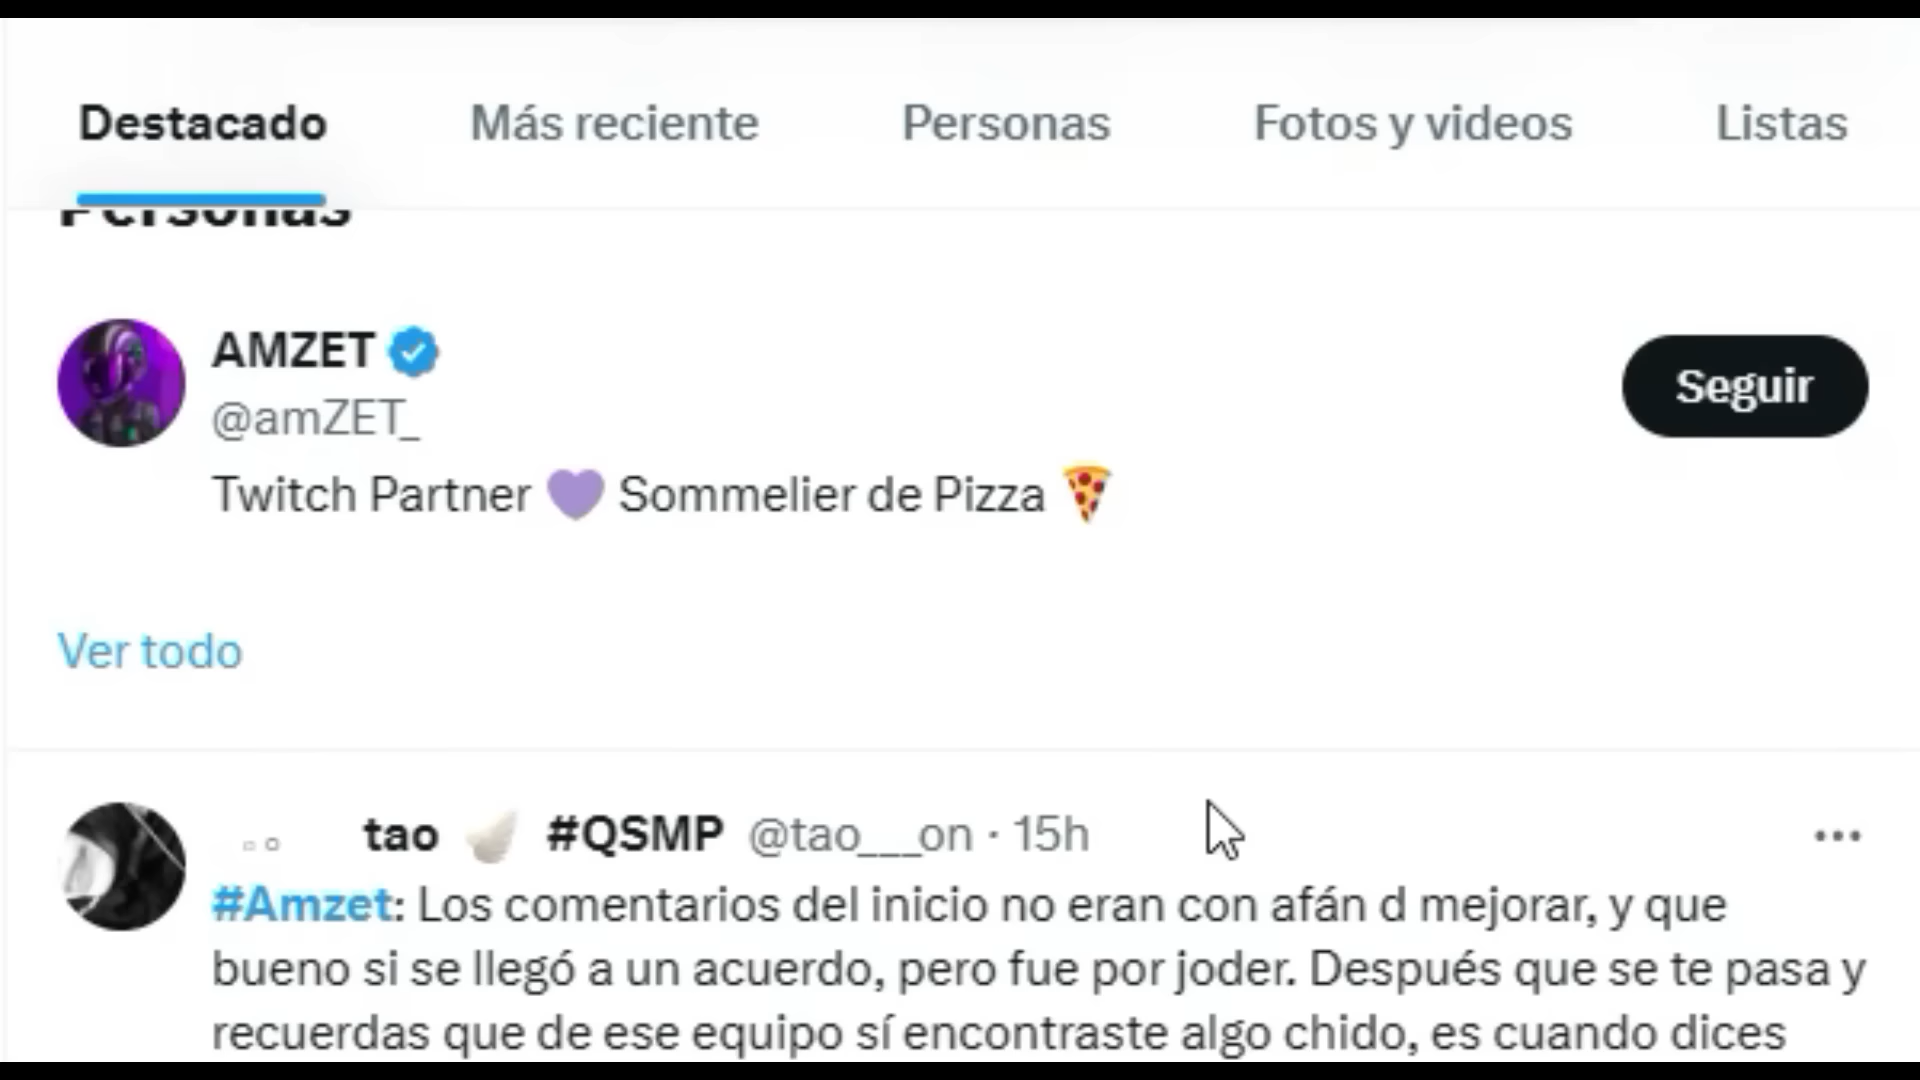 Destacado Más reciente Personas Fotos y videos Listas
Personas
AMZET
@amZET_
Seguir
Twitch Partner 💜 Sommelier de Pizza 🍕
Ver todo
tao #QSMP @tao___on · 15h
#Amzet: Los comentarios del inicio no eran con afán d mejorar, y que
bueno si se llegó a un acuerdo, pero fue por joder. Después que se te pasa y
recuerdas que de ese equipo sí encontraste algo chido, es cuando dices